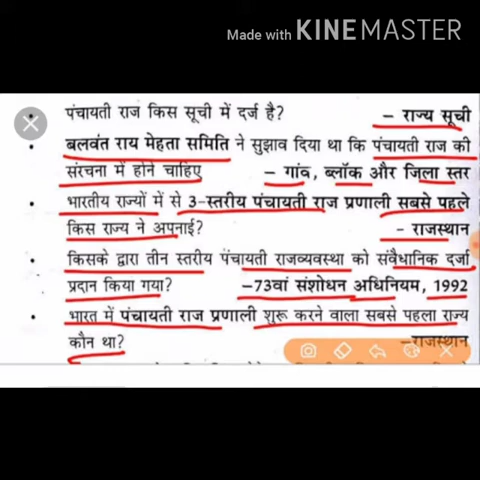 Made with KINEMASTER
• पंचायती राज किस सूची में दर्ज है? – राज्य सूची
• बलवंत राय मेहता समिति ने सुझाव दिया था कि पंचायती राज की
संरचना में होने चाहिए – गांव, ब्लॉक और जिला स्तर
• भारतीय राज्यों में से 3-स्तरीय पंचायती राज प्रणाली सबसे पहले
किस राज्य ने अपनाई? – राजस्थान
• किसके द्वारा तीन स्तरीय पंचायती राजव्यवस्था को संवैधानिक दर्जा
प्रदान किया गया? –73वां संशोधन अधिनियम, 1992
• भारत में पंचायती राज प्रणाली शुरू करने वाला सबसे पहला राज्य
कौन था? –राजस्थान